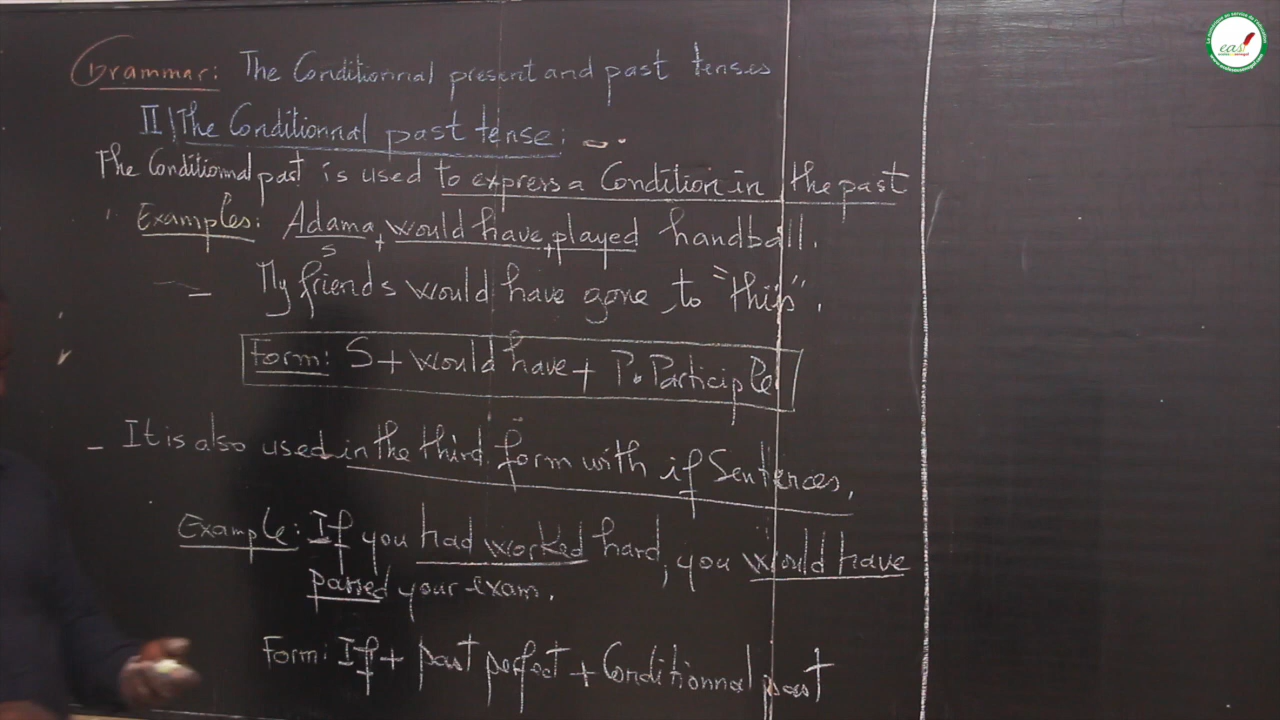 Grammar: The Conditionnal present and past tenses
II) The Conditionnal past tense:
The Conditionnal past is used to express a Condition in the past
Examples: Adama + would have + played handball.
S
- My friends would have gone to "this".
Form: S + would have + P. Participle
- It is also used in the third form with if Sentences.
Example: If you had worked hard, you would have
passed your exam.
Form: If + past perfect + Conditionnal past
eas